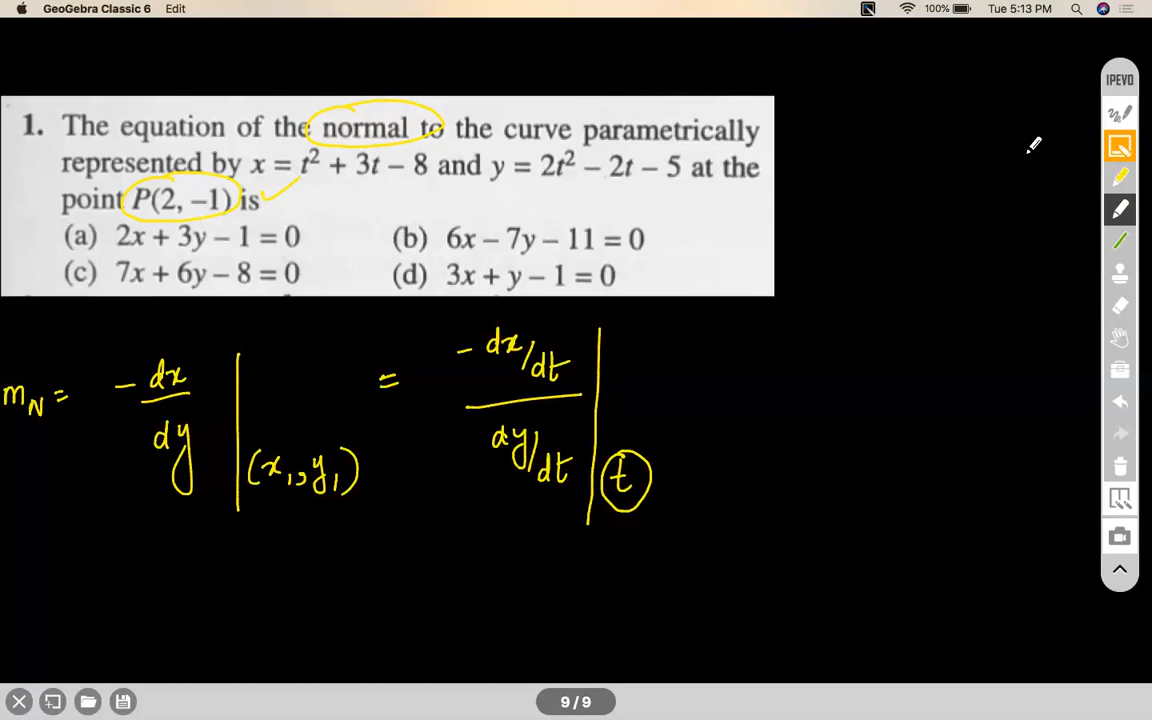 GeoGebra Classic 6 Edit 100% Tue 5:13 PM
IPEVO
1. The equation of the normal to the curve parametrically
represented by x = t² + 3t – 8 and y = 2t² – 2t – 5 at the
point P(2, –1) is
(a) 2x + 3y – 1 = 0 (b) 6x – 7y – 11 = 0
(c) 7x + 6y – 8 = 0 (d) 3x + y – 1 = 0
m_N = – dx/dy |(x₁, y₁) = – dx/dt / dy/dt | t
9 / 9